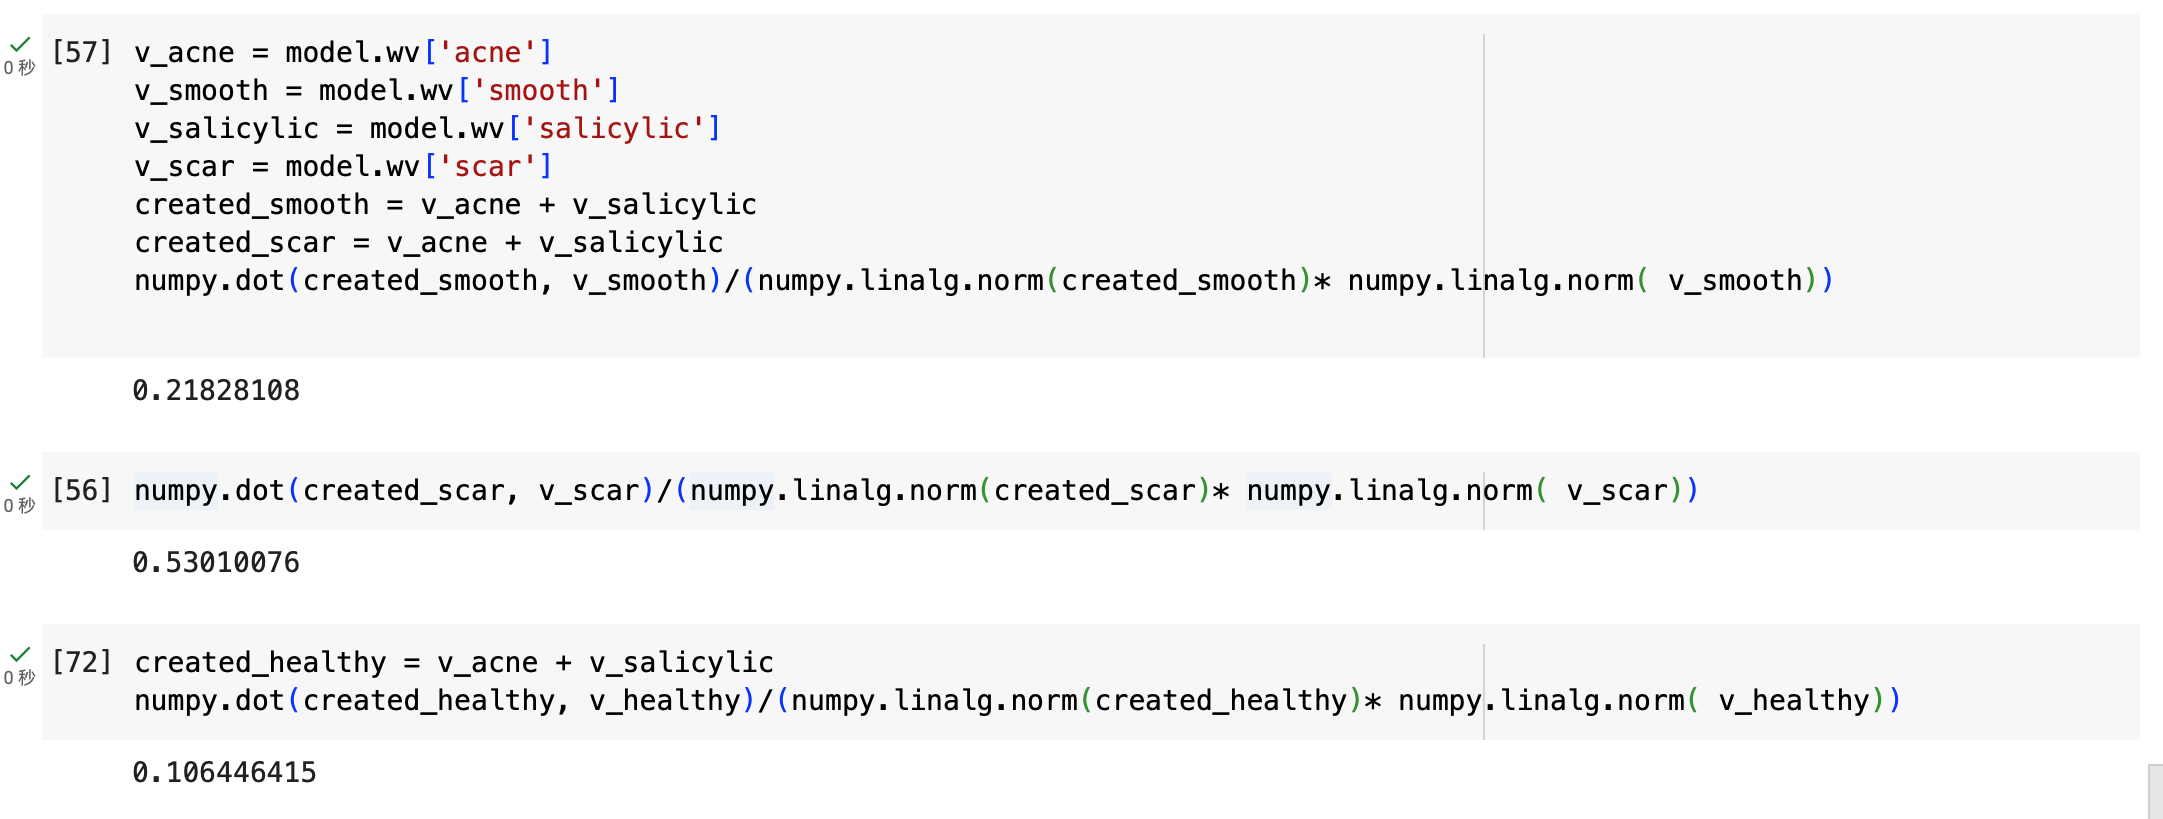 [57] v_acne = model.wv['acne']
0 秒
v_smooth = model.wv['smooth']
v_salicylic = model.wv['salicylic']
v_scar = model.wv['scar']
created_smooth = v_acne + v_salicylic
created_scar = v_acne + v_salicylic
numpy.dot(created_smooth, v_smooth)/(numpy.linalg.norm(created_smooth)* numpy.linalg.norm( v_smooth))
0.21828108
[56] numpy.dot(created_scar, v_scar)/(numpy.linalg.norm(created_scar)* numpy.linalg.norm( v_scar))
0 秒
0.53010076
[72] created_healthy = v_acne + v_salicylic
0 秒
numpy.dot(created_healthy, v_healthy)/(numpy.linalg.norm(created_healthy)* numpy.linalg.norm( v_healthy))
0.106446415